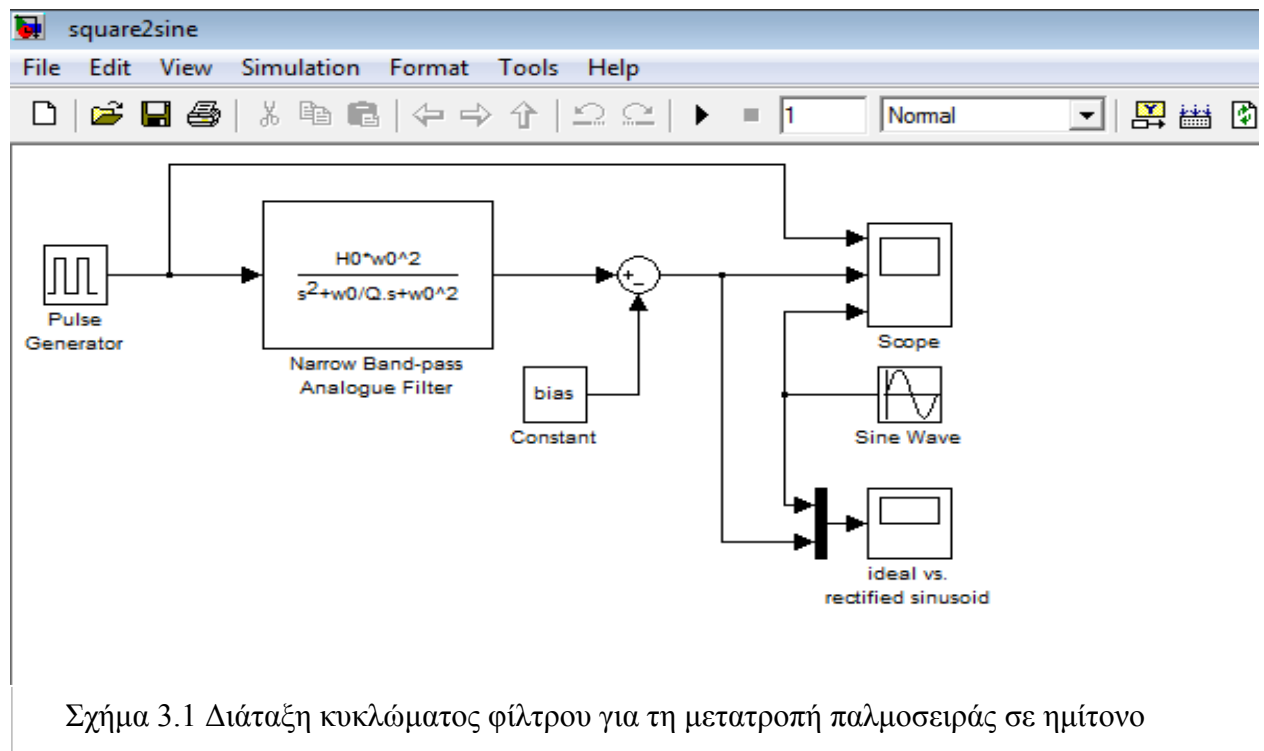 square2sine
File Edit View Simulation Format Tools Help
1 Normal
Pulse
Generator
H0*w0^2
s2+w0/Q.s+w0^2
Narrow Band-pass
Analogue Filter
bias
Constant
Scope
Sine Wave
ideal vs.
rectified sinusoid
Σχήμα 3.1 Διάταξη κυκλώματος φίλτρου για τη μετατροπή παλμοσειράς σε ημίτονο